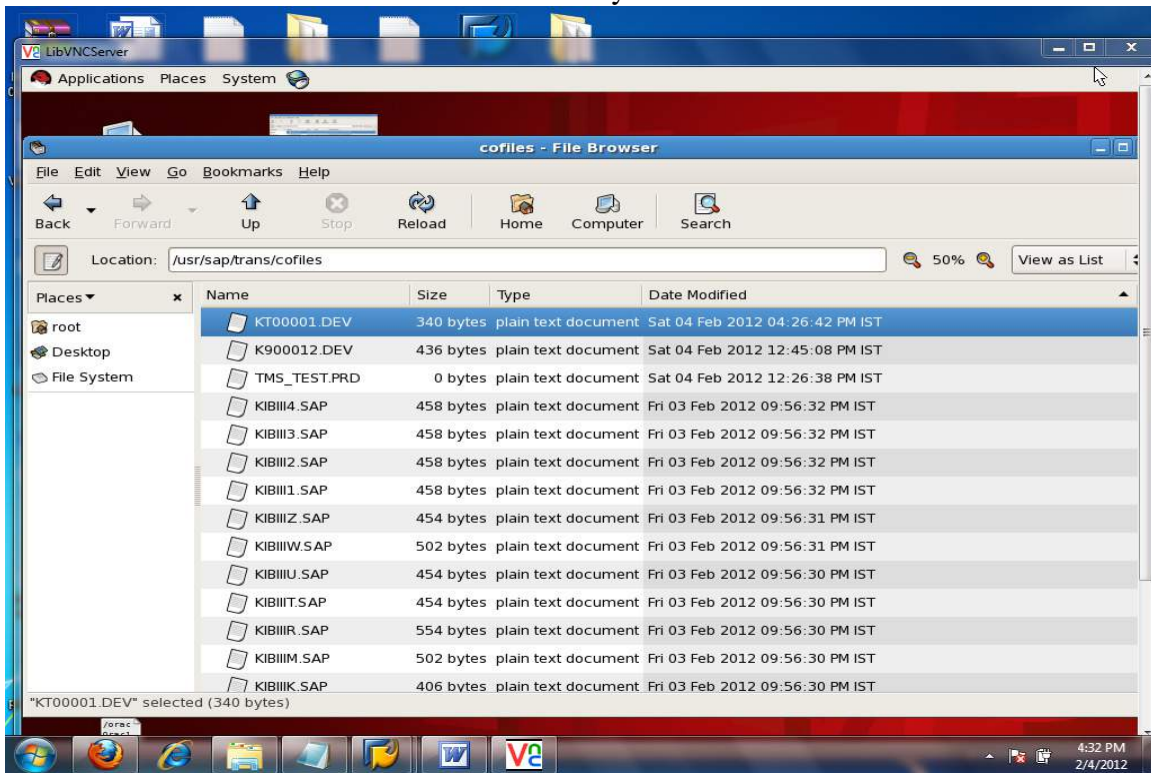 LibVNCServer
Applications Places System
cofiles - File Browser
File Edit View Go Bookmarks Help
Back Forward Up Stop Reload Home Computer Search
Location: /usr/sap/trans/cofiles 50% View as List
Places Name Size Type Date Modified
root KT00001.DEV 340 bytes plain text document Sat 04 Feb 2012 04:26:42 PM IST
Desktop K900012.DEV 436 bytes plain text document Sat 04 Feb 2012 12:45:08 PM IST
File System TMS_TEST.PRD 0 bytes plain text document Sat 04 Feb 2012 12:26:38 PM IST
KIBIII4.SAP 458 bytes plain text document Fri 03 Feb 2012 09:56:32 PM IST
KIBIII3.SAP 458 bytes plain text document Fri 03 Feb 2012 09:56:32 PM IST
KIBIII2.SAP 458 bytes plain text document Fri 03 Feb 2012 09:56:32 PM IST
KIBIII1.SAP 458 bytes plain text document Fri 03 Feb 2012 09:56:32 PM IST
KIBIIIZ.SAP 454 bytes plain text document Fri 03 Feb 2012 09:56:31 PM IST
KIBIIIW.SAP 502 bytes plain text document Fri 03 Feb 2012 09:56:31 PM IST
KIBIIIU.SAP 454 bytes plain text document Fri 03 Feb 2012 09:56:30 PM IST
KIBIIIT.SAP 454 bytes plain text document Fri 03 Feb 2012 09:56:30 PM IST
KIBIIIR.SAP 554 bytes plain text document Fri 03 Feb 2012 09:56:30 PM IST
KIBIIIM.SAP 502 bytes plain text document Fri 03 Feb 2012 09:56:30 PM IST
KIBIIIK.SAP 406 bytes plain text document Fri 03 Feb 2012 09:56:30 PM IST
"KT00001.DEV" selected (340 bytes)
4:32 PM
2/4/2012